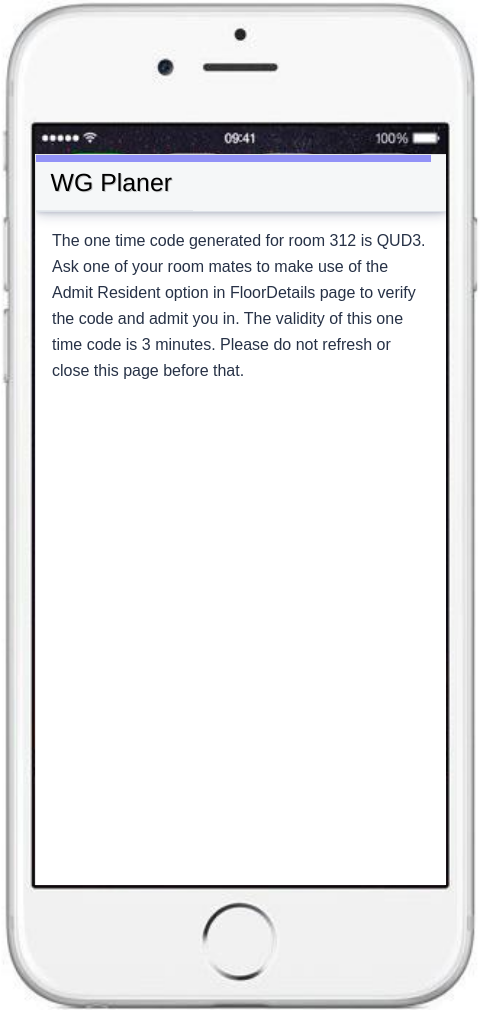 09:41
100%
WG Planer
The one time code generated for room 312 is QUD3.
Ask one of your room mates to make use of the
Admit Resident option in FloorDetails page to verify
the code and admit you in. The validity of this one
time code is 3 minutes. Please do not refresh or
close this page before that.